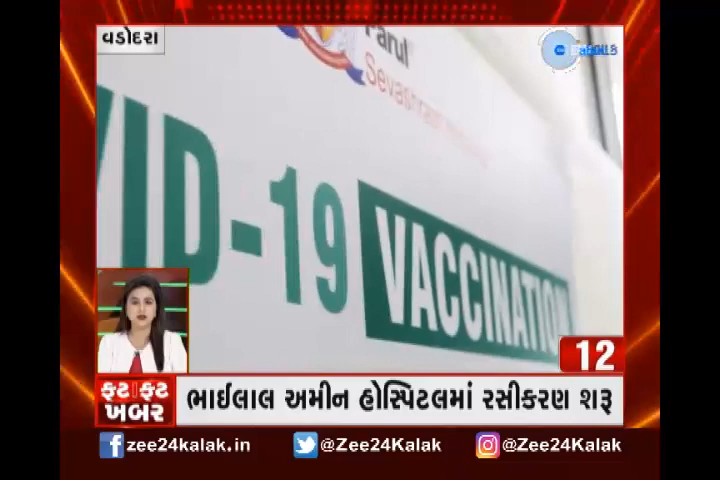 વડોદરા
Parul
VID-19
VACCINATION
12
ફટાફટ
ખબર
ભાઈલાલ અમીન હોસ્પિટલમાં રસીકરણ શરૂ
zee24kalak.in
@Zee24Kalak
@Zee24Kalak